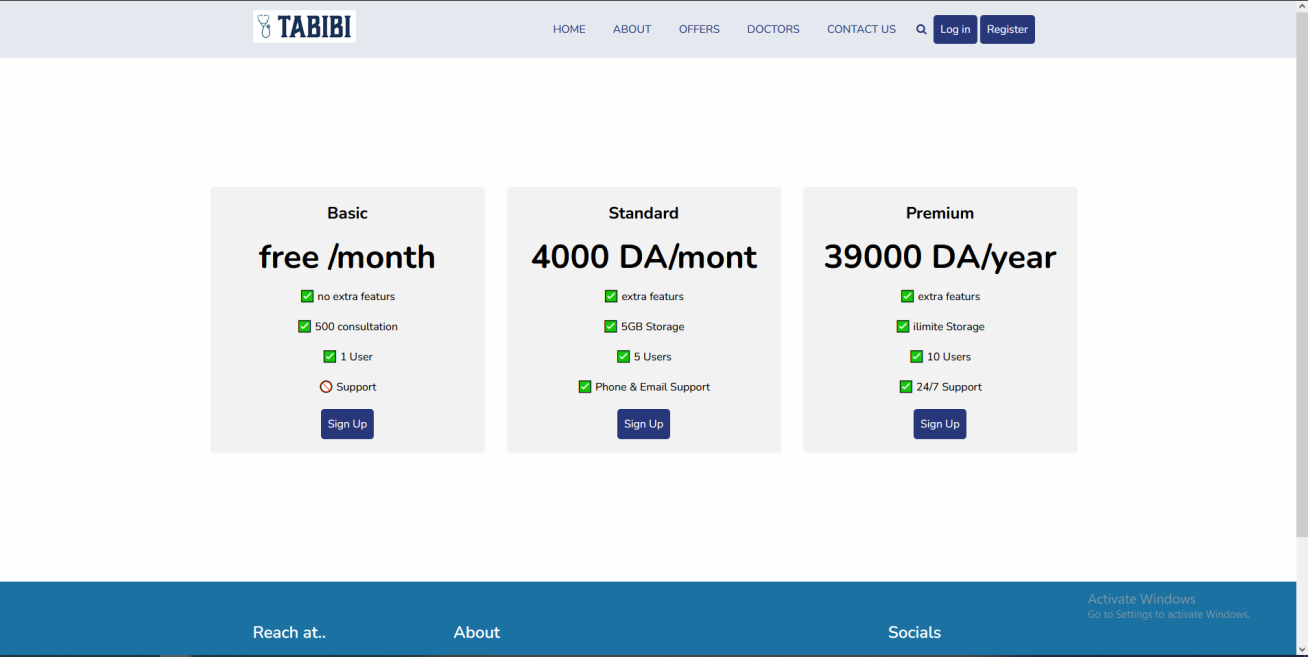 TABIBI
HOME ABOUT OFFERS DOCTORS CONTACT US Log in Register
Basic
free /month
no extra featurs
500 consultation
1 User
Support
Sign Up
Standard
4000 DA/mont
extra featurs
5GB Storage
5 Users
Phone & Email Support
Sign Up
Premium
39000 DA/year
extra featurs
ilimite Storage
10 Users
24/7 Support
Sign Up
Activate Windows
Go to Settings to activate Windows.
Reach at.. About Socials